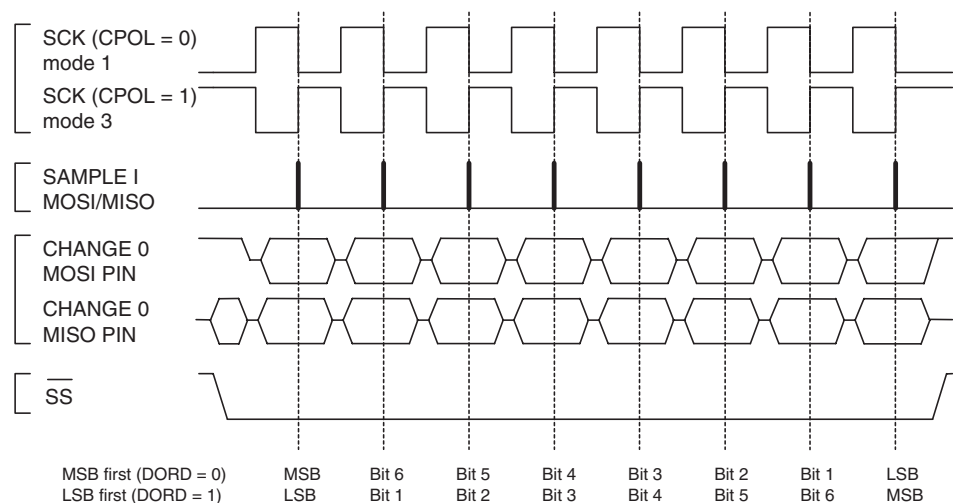 SCK (CPOL = 0)
mode 1
SCK (CPOL = 1)
mode 3
SAMPLE I
MOSI/MISO
CHANGE 0
MOSI PIN
CHANGE 0
MISO PIN
SS
MSB first (DORD = 0) MSB Bit 6 Bit 5 Bit 4 Bit 3 Bit 2 Bit 1 LSB
LSB first (DORD = 1) LSB Bit 1 Bit 2 Bit 3 Bit 4 Bit 5 Bit 6 MSB